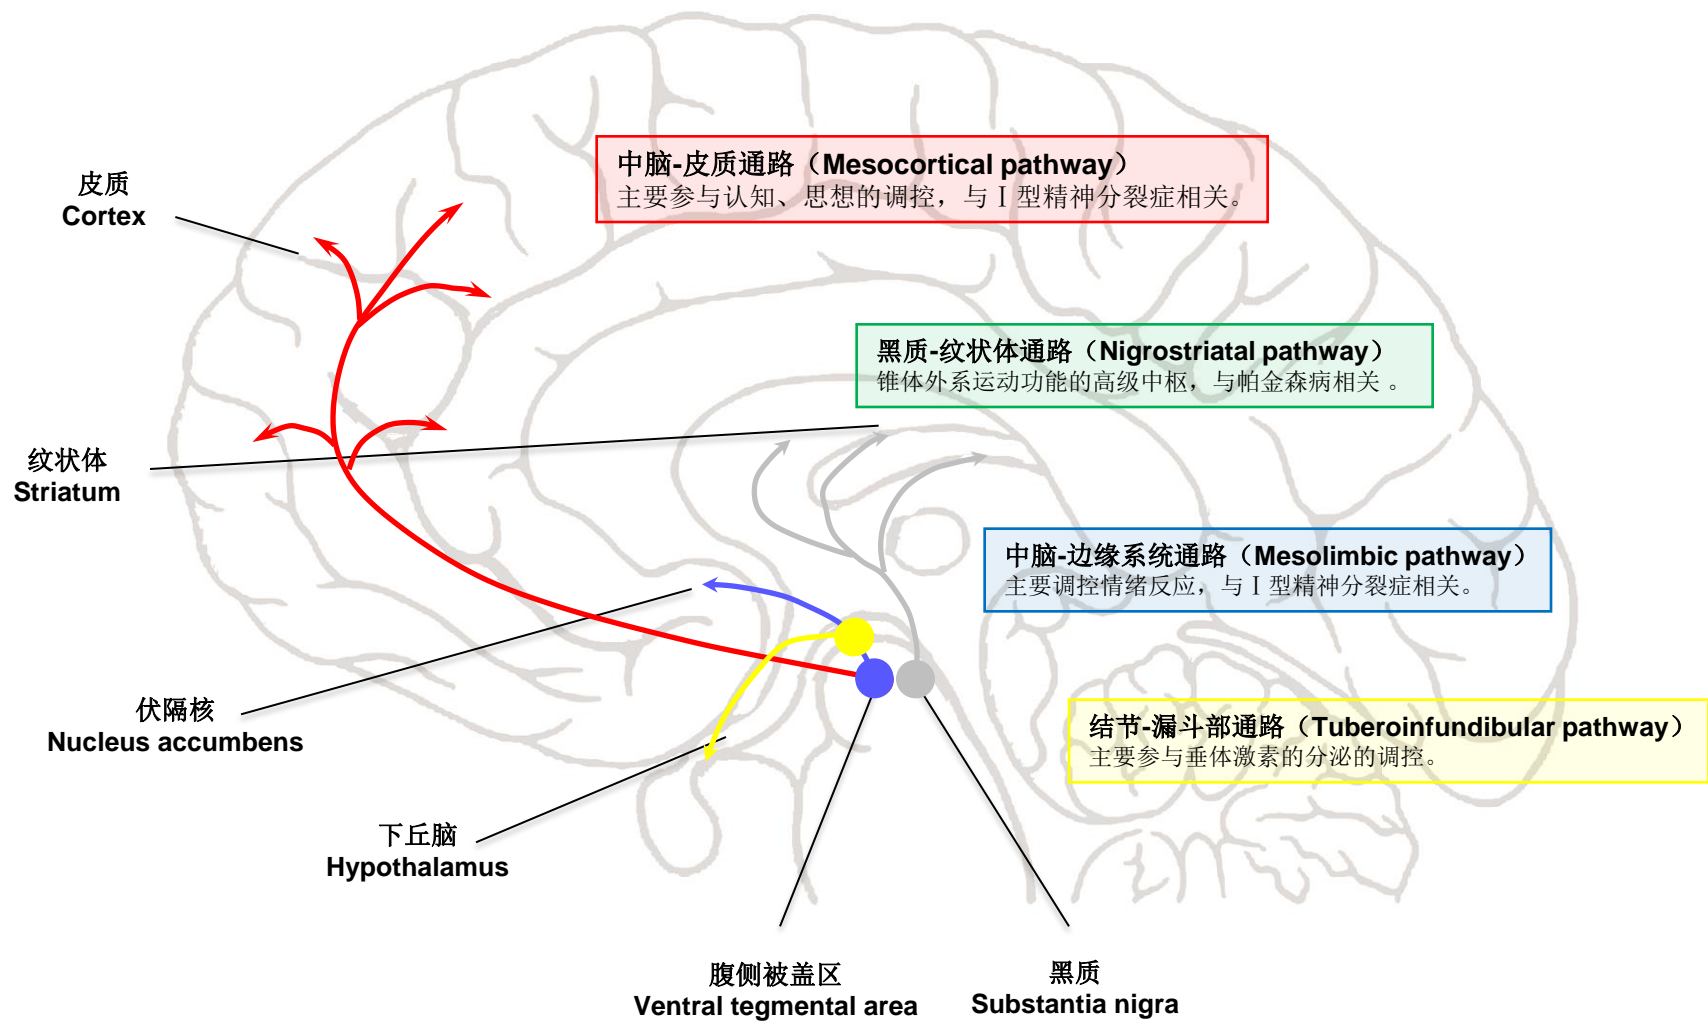 中脑-皮质通路（Mesocortical pathway）
主要参与认知、思想的调控，与Ⅰ型精神分裂症相关。
皮质
Cortex
黑质-纹状体通路（Nigrostriatal pathway）
锥体外系运动功能的高级中枢，与帕金森病相关 。
纹状体
Striatum
中脑-边缘系统通路（Mesolimbic pathway）
主要调控情绪反应，与Ⅰ型精神分裂症相关。
伏隔核
Nucleus accumbens
结节-漏斗部通路（Tuberoinfundibular pathway）
主要参与垂体激素的分泌的调控。
下丘脑
Hypothalamus
腹侧被盖区
Ventral tegmental area
黑质
Substantia nigra